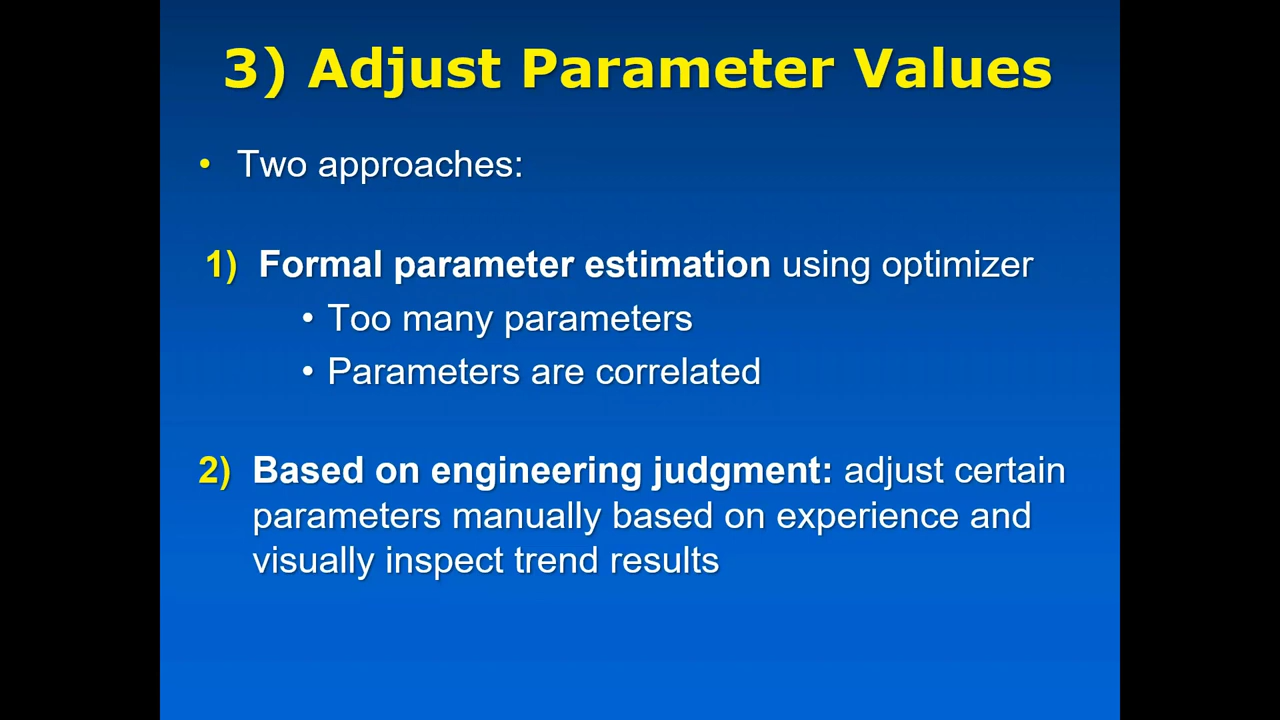 3) Adjust Parameter Values
• Two approaches:
1) Formal parameter estimation using optimizer
• Too many parameters
• Parameters are correlated
2) Based on engineering judgment: adjust certain
parameters manually based on experience and
visually inspect trend results